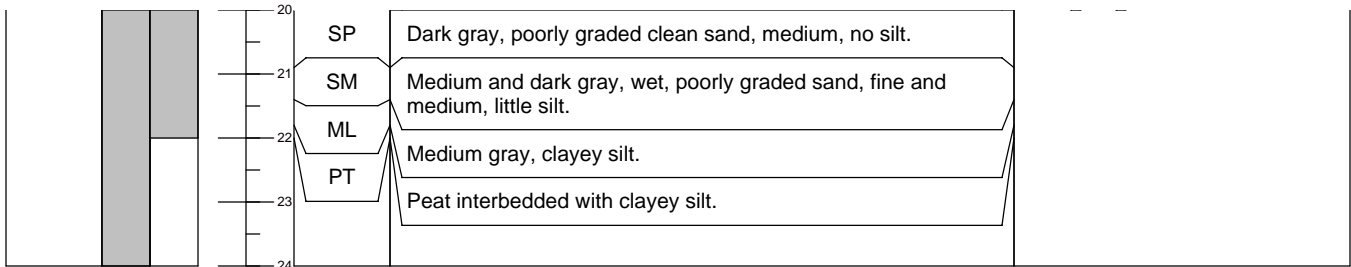 20
SP Dark gray, poorly graded clean sand, medium, no silt.
21
SM Medium and dark gray, wet, poorly graded sand, fine and
medium, little silt.
22
ML
Medium gray, clayey silt.
PT
23
Peat interbedded with clayey silt.
24